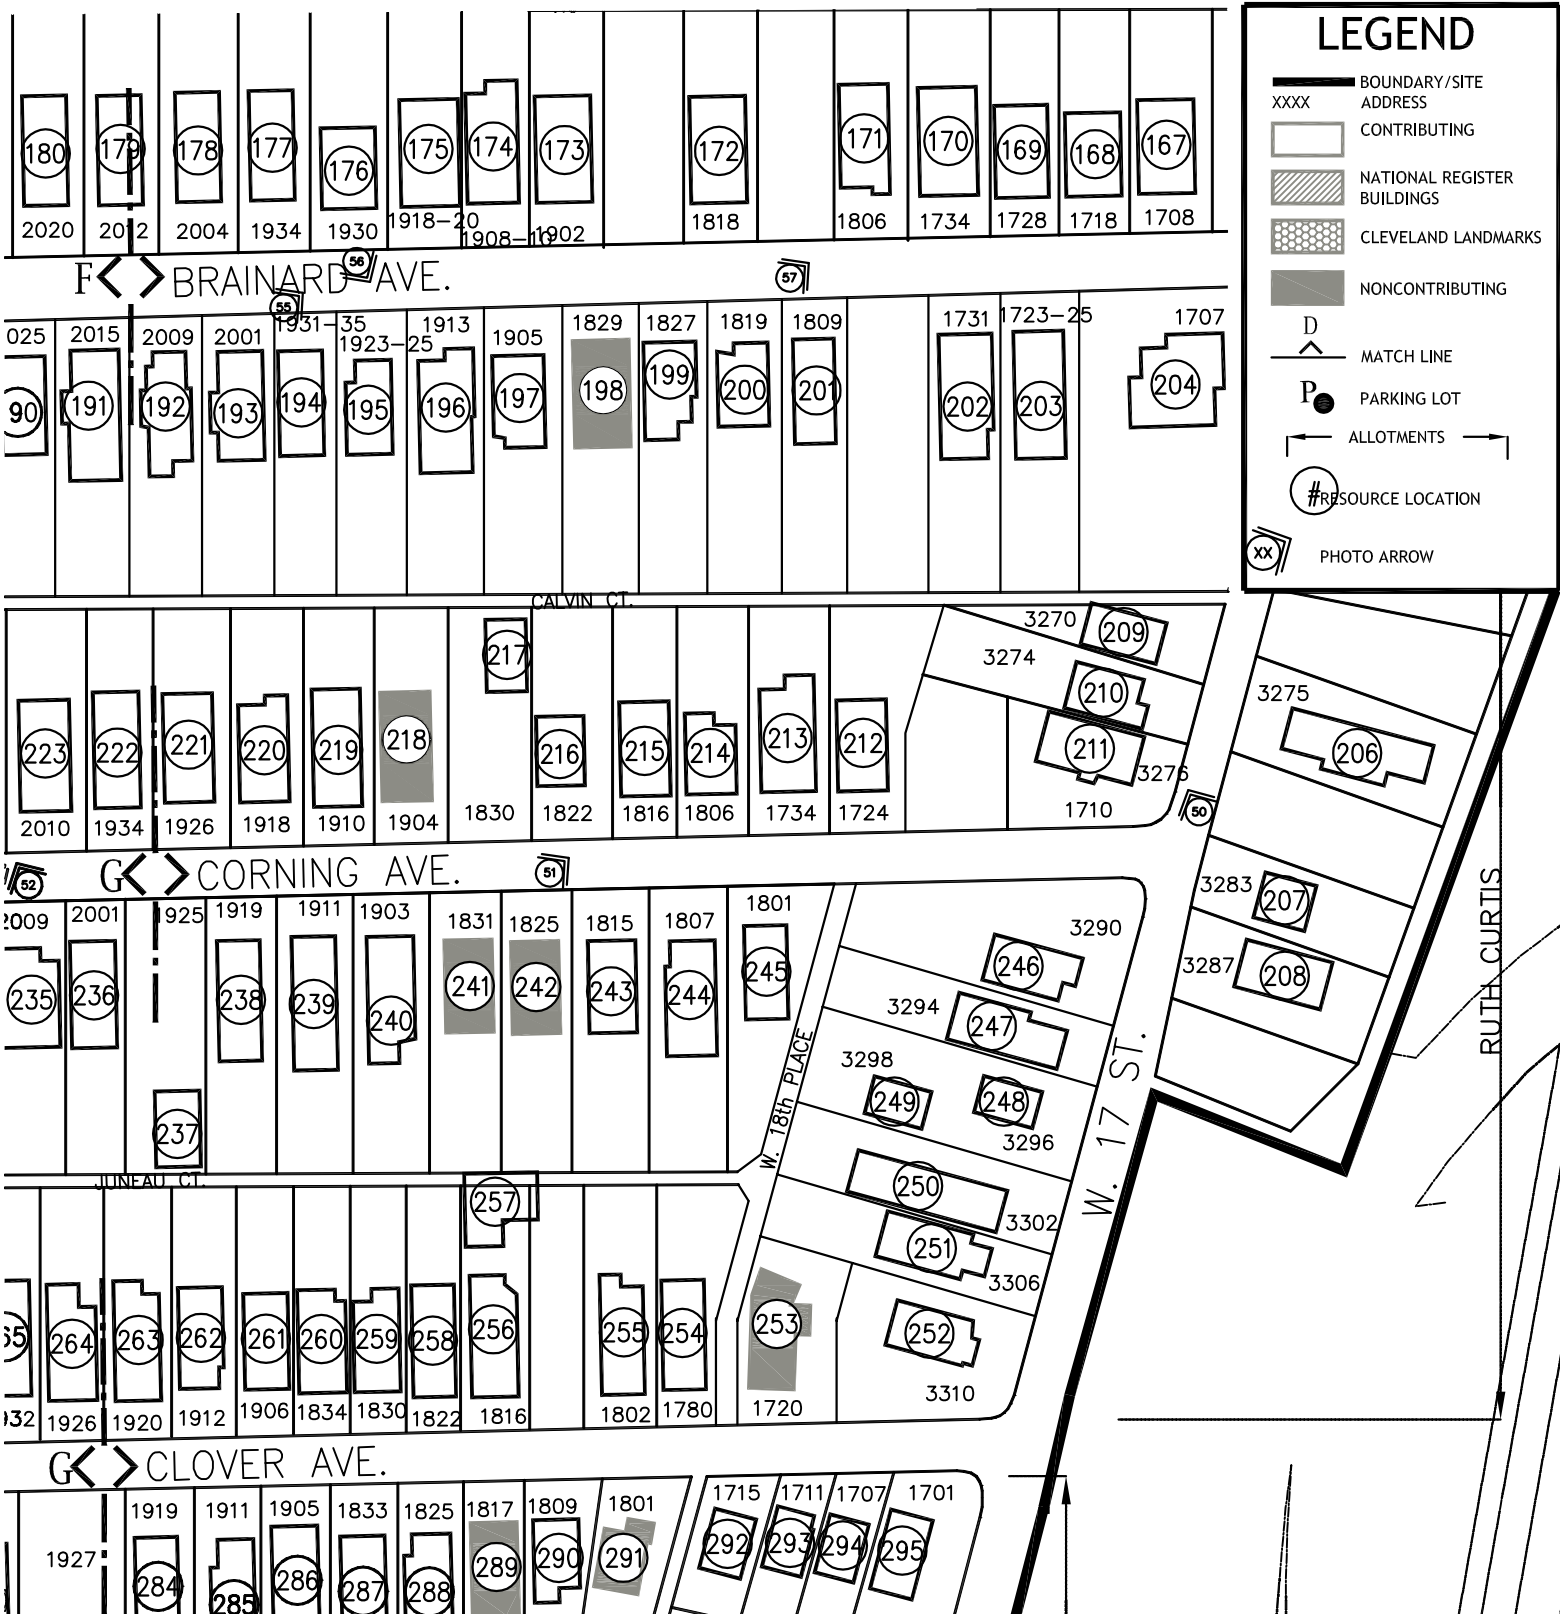 LEGEND
BOUNDARY/SITE
XXXX ADDRESS
CONTRIBUTING
NATIONAL REGISTER
BUILDINGS
CLEVELAND LANDMARKS
NONCONTRIBUTING
D
MATCH LINE
P PARKING LOT
ALLOTMENTS
# RESOURCE LOCATION
XX PHOTO ARROW
180 179 178 177 176 175 174 173 172 171 170 169 168 167
2020 2012 2004 1934 1930 1918-20 1908-10 1902 1818 1806 1734 1728 1718 1708
F BRAINARD AVE.
56 55 57
025 2015 2009 2001 1931-35 1923-25 1913 1905 1829 1827 1819 1809 1731 1723-25 1707
90 191 192 193 194 195 196 197 198 199 200 201 202 203 204
CALVIN CT.
217
3270 209
3274 210
211 3276
3275 206
223 222 221 220 219 218 216 215 214 213 212
2010 1934 1926 1918 1910 1904 1830 1822 1816 1806 1734 1724 1710
50
52 G CORNING AVE. 51
2009 2001 1925 1919 1911 1903 1831 1825 1815 1807 1801
235 236 238 239 240 241 242 243 244 245
237
3283 207
3287 208
RUTH CURTIS
3290 246
3294 247
3298 249 248
3296
250 3302
251 3306
252
3310
W. 18th PLACE
W. 17 ST.
JUNEAU CT.
257
65 264 263 262 261 260 259 258 256 255 254 253
932 1926 1920 1912 1906 1834 1830 1822 1816 1802 1780 1720
G CLOVER AVE.
1927 1919 1911 1905 1833 1825 1817 1809 1801 1715 1711 1707 1701
284 285 286 287 288 289 290 291 292 293 294 295